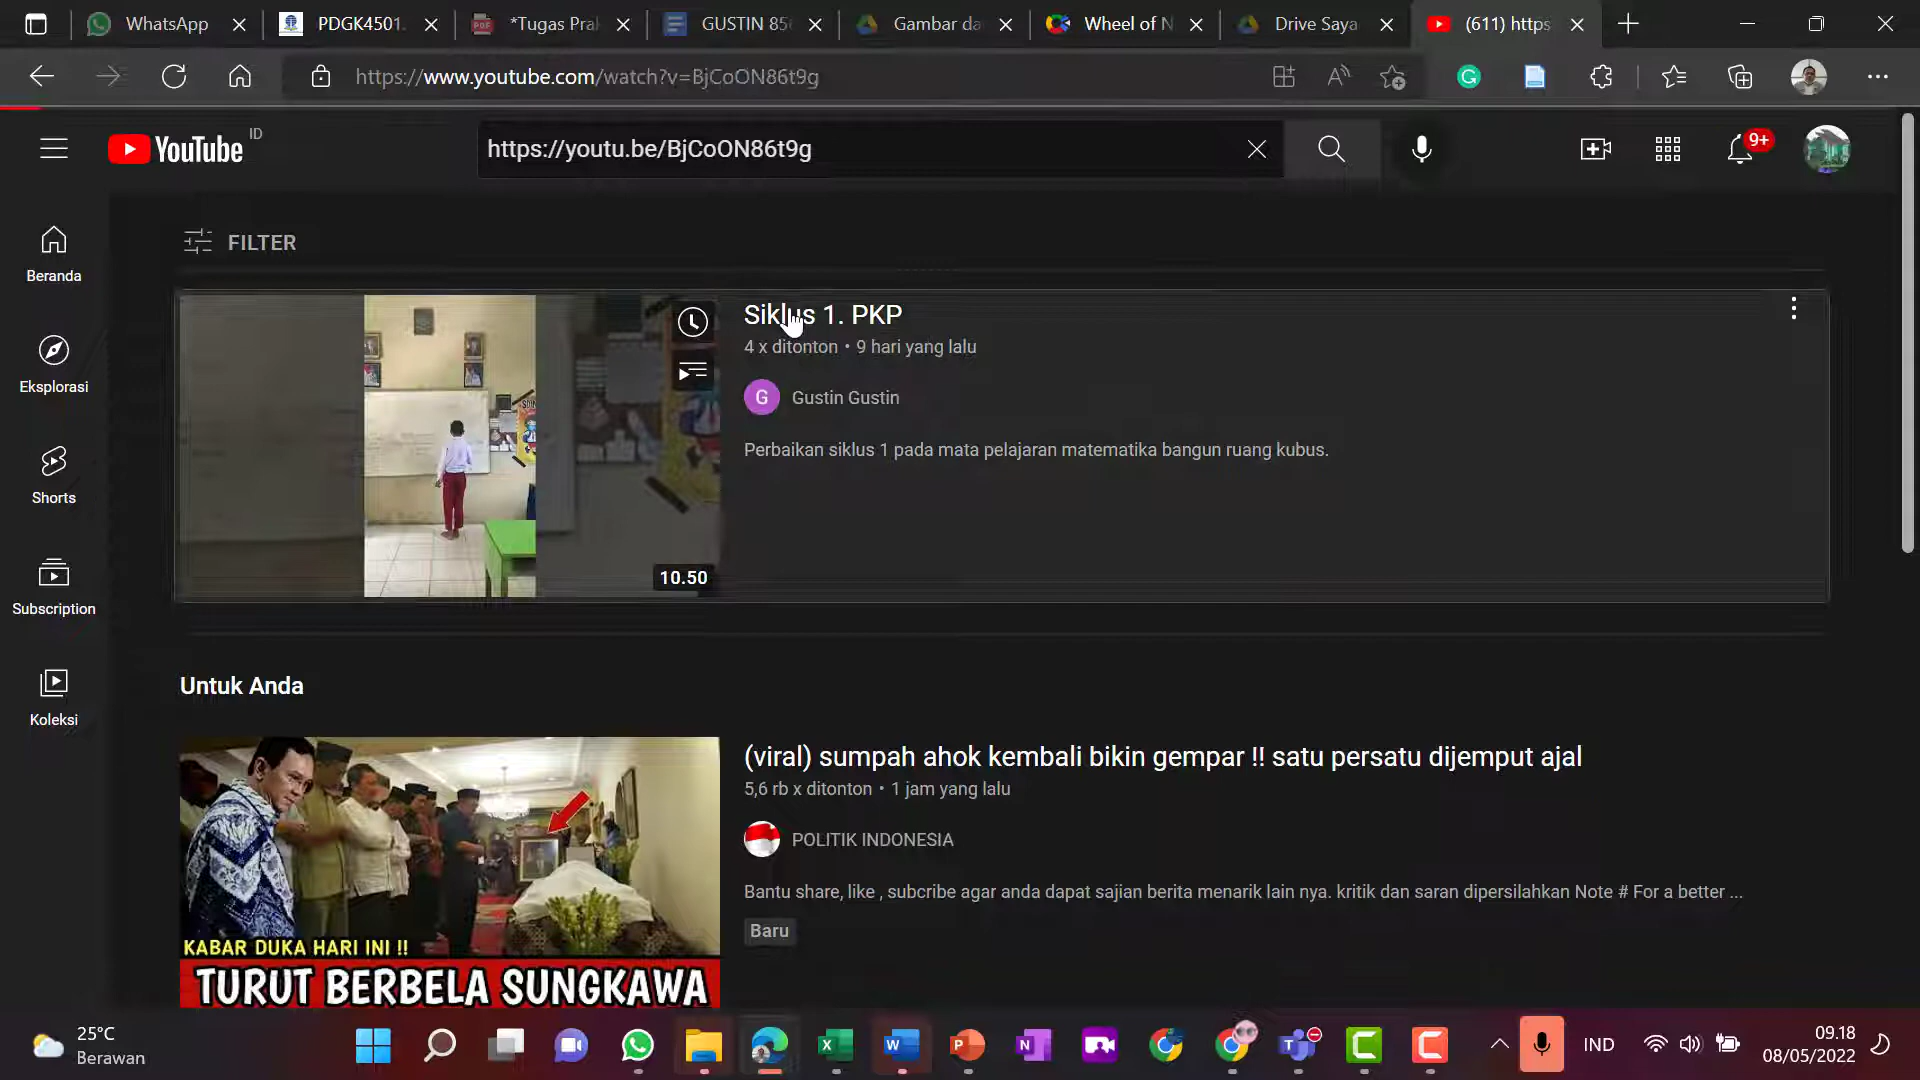 WhatsApp
PDGK4501.
*Tugas Pral
GUSTIN 85
Gambar da
Wheel of N
Drive Saya
(611) https
https://www.youtube.com/watch?v=BjCoON86t9g
YouTube ID
https://youtu.be/BjCoON86t9g
9+
FILTER
Beranda
Eksplorasi
Shorts
Subscription
Koleksi
10.50
Siklus 1. PKP
4 x ditonton • 9 hari yang lalu
G Gustin Gustin
Perbaikan siklus 1 pada mata pelajaran matematika bangun ruang kubus.
Untuk Anda
KABAR DUKA HARI INI !!
TURUT BERBELA SUNGKAWA
(viral) sumpah ahok kembali bikin gempar !! satu persatu dijemput ajal
5,6 rb x ditonton • 1 jam yang lalu
POLITIK INDONESIA
Bantu share, like , subcribe agar anda dapat sajian berita menarik lain nya. kritik dan saran dipersilahkan Note # For a better ...
Baru
25°C
Berawan
IND
09.18
08/05/2022